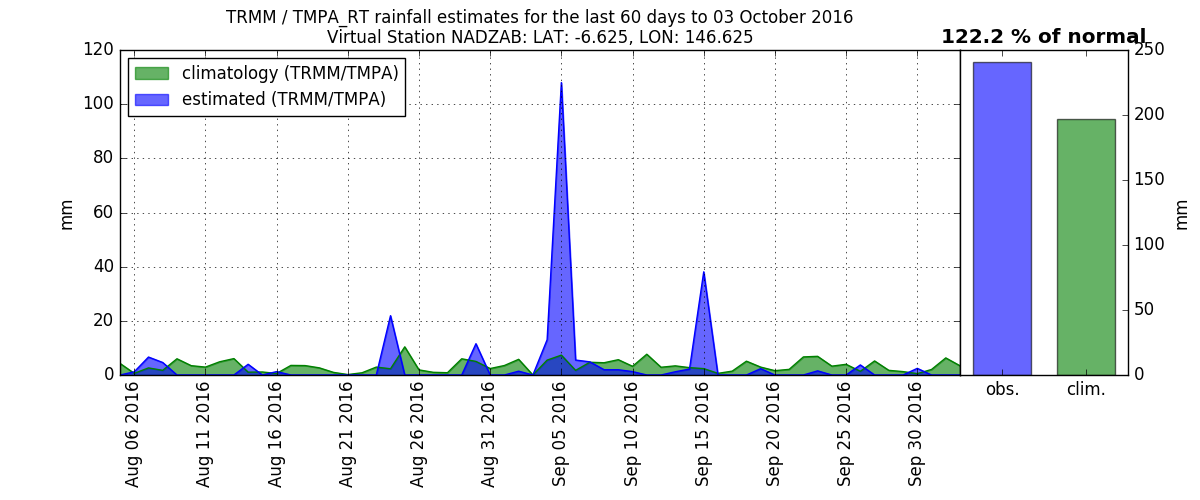 TRMM / TMPA_RT rainfall estimates for the last 60 days to 03 October 2016
Virtual Station NADZAB: LAT: -6.625, LON: 146.625
122.2 % of normal
climatology (TRMM/TMPA)
estimated (TRMM/TMPA)
120
100
80
60
40
20
0
mm
Aug 06 2016
Aug 11 2016
Aug 16 2016
Aug 21 2016
Aug 26 2016
Aug 31 2016
Sep 05 2016
Sep 10 2016
Sep 15 2016
Sep 20 2016
Sep 25 2016
Sep 30 2016
250
200
150
100
50
0
mm
obs.
clim.